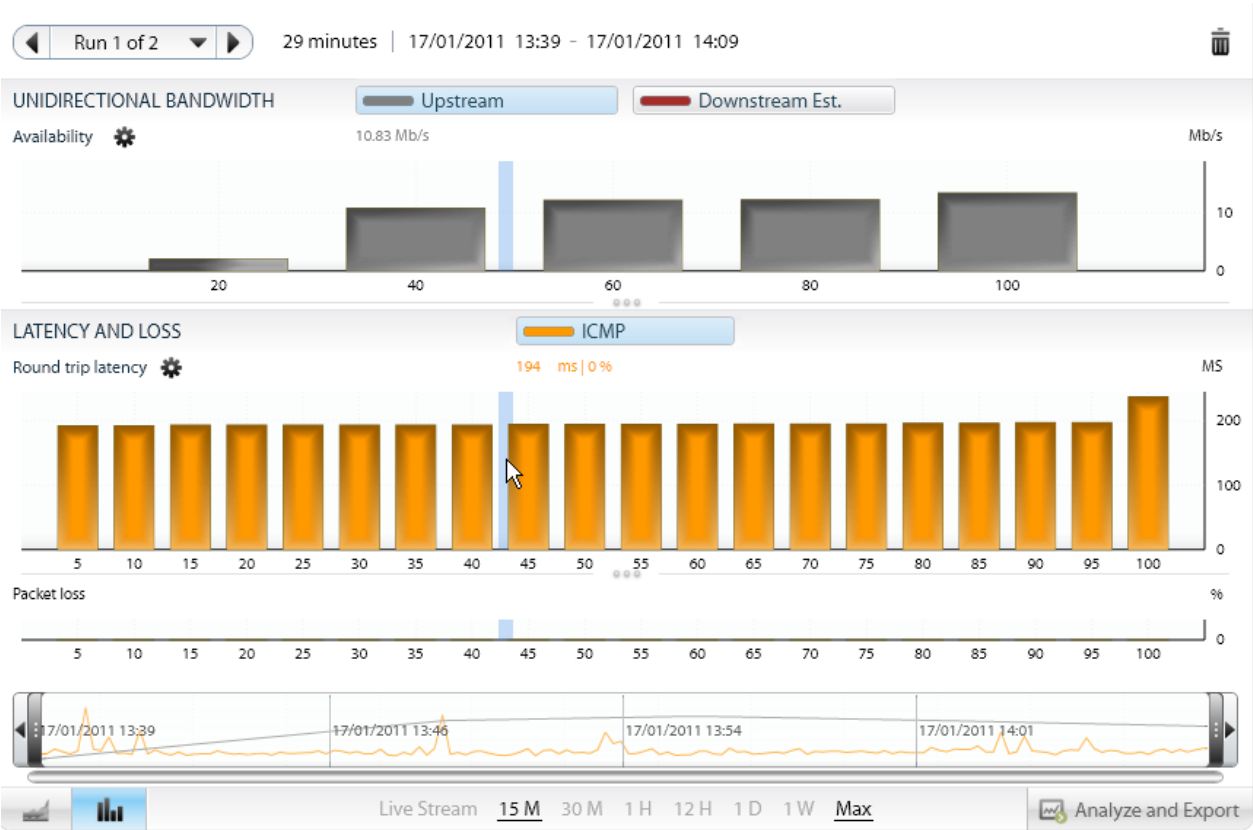 Run 1 of 2 29 minutes 17/01/2011 13:39 - 17/01/2011 14:09
UNIDIRECTIONAL BANDWIDTH Upstream Downstream Est.
Availability 10.83 Mb/s Mb/s
10
0
20 40 60 80 100
LATENCY AND LOSS ICMP
Round trip latency 194 ms | 0 % MS
200
100
0
5 10 15 20 25 30 35 40 45 50 55 60 65 70 75 80 85 90 95 100
Packet loss %
0
5 10 15 20 25 30 35 40 45 50 55 60 65 70 75 80 85 90 95 100
17/01/2011 13:39 17/01/2011 13:46 17/01/2011 13:54 17/01/2011 14:01
Live Stream 15 M 30 M 1 H 12 H 1 D 1 W Max Analyze and Export